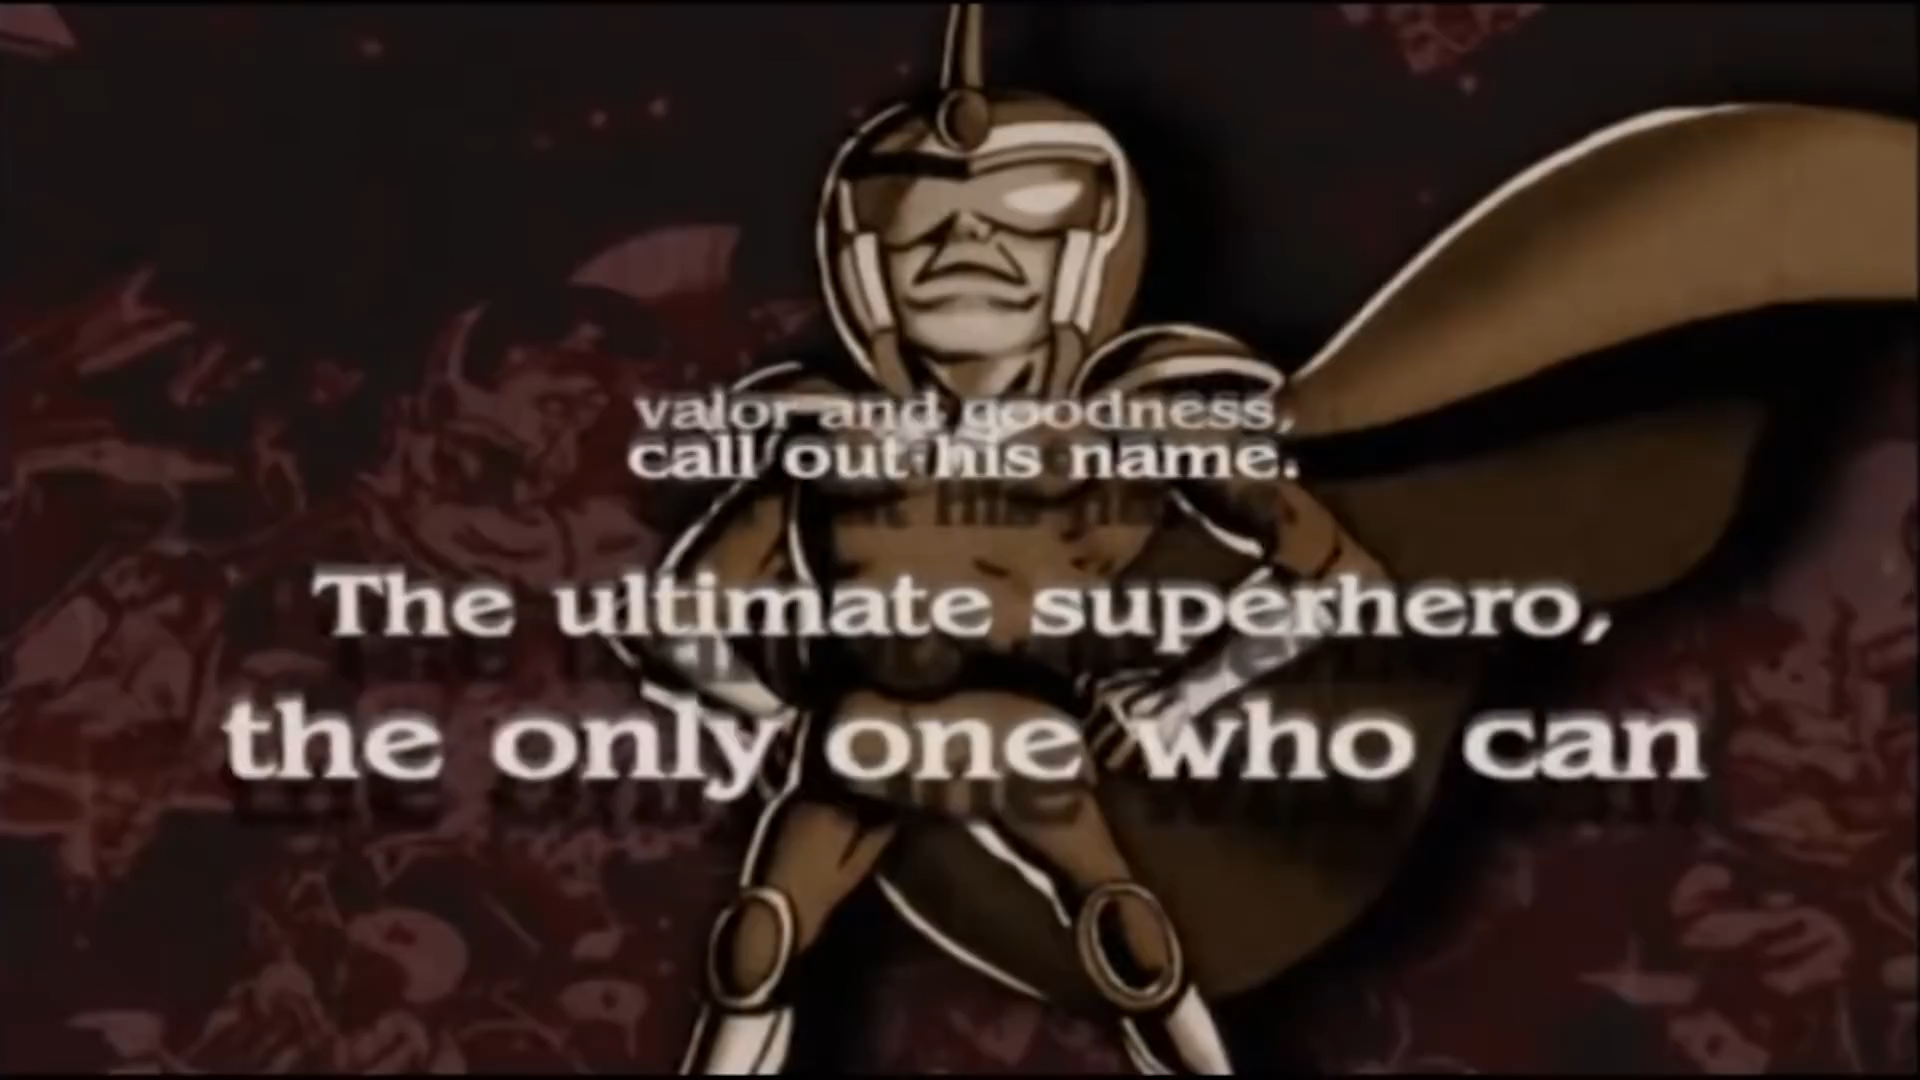 valor and goodness,
call out his name.
The ultimate superhero,
the only one who can